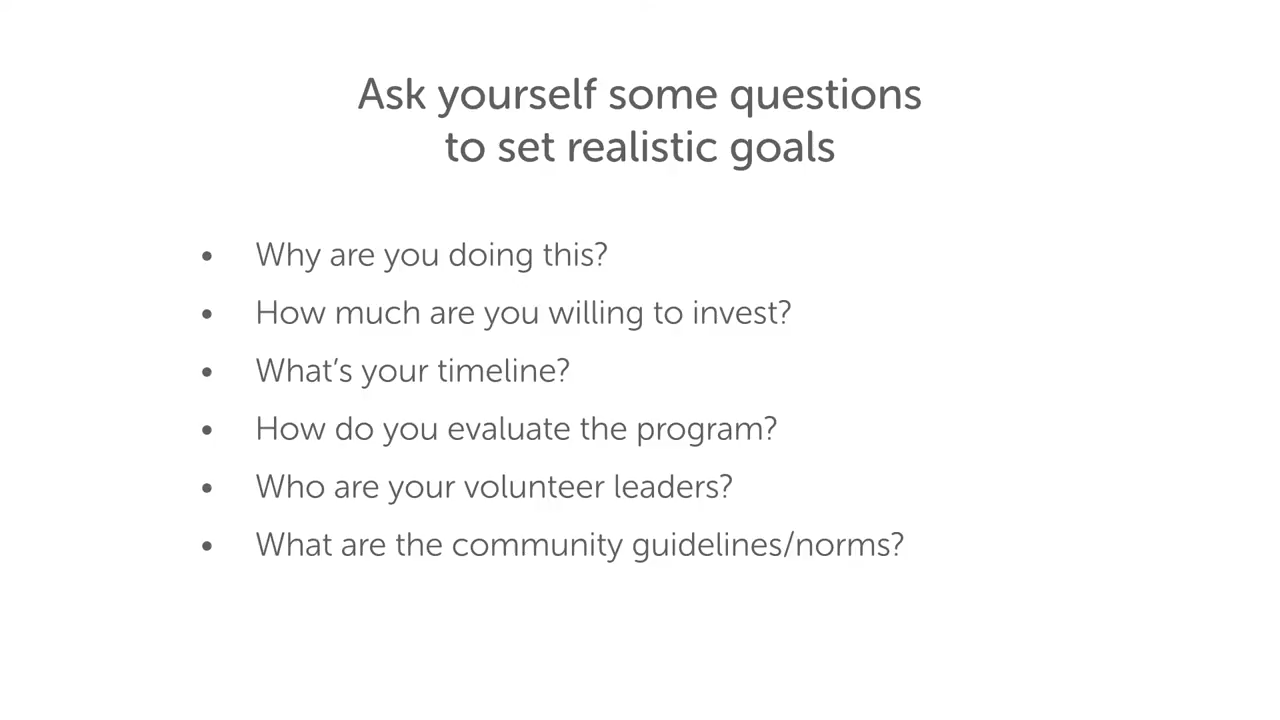 Ask yourself some questions
to set realistic goals
• Why are you doing this?
• How much are you willing to invest?
• What’s your timeline?
• How do you evaluate the program?
• Who are your volunteer leaders?
• What are the community guidelines/norms?